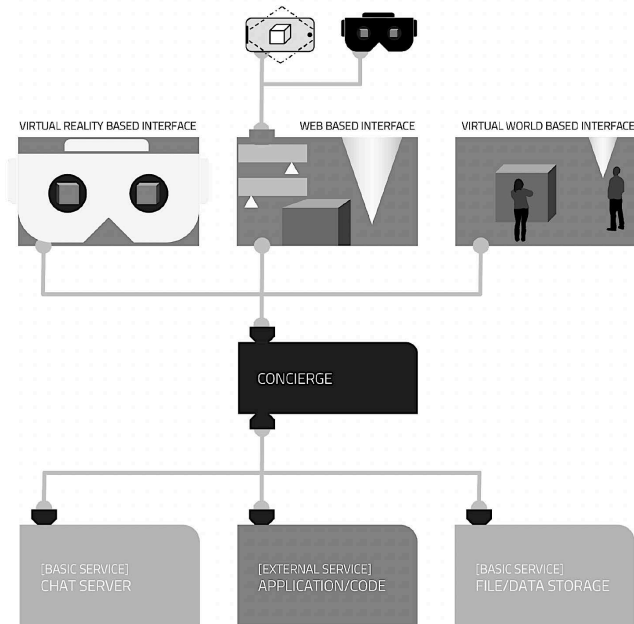 VIRTUAL REALITY BASED INTERFACE
WEB BASED INTERFACE
VIRTUAL WORLD BASED INTERFACE
CONCIERGE
[BASIC SERVICE]
CHAT SERVER
[EXTERNAL SERVICE]
APPLICATION/CODE
[BASIC SERVICE]
FILE/DATA STORAGE